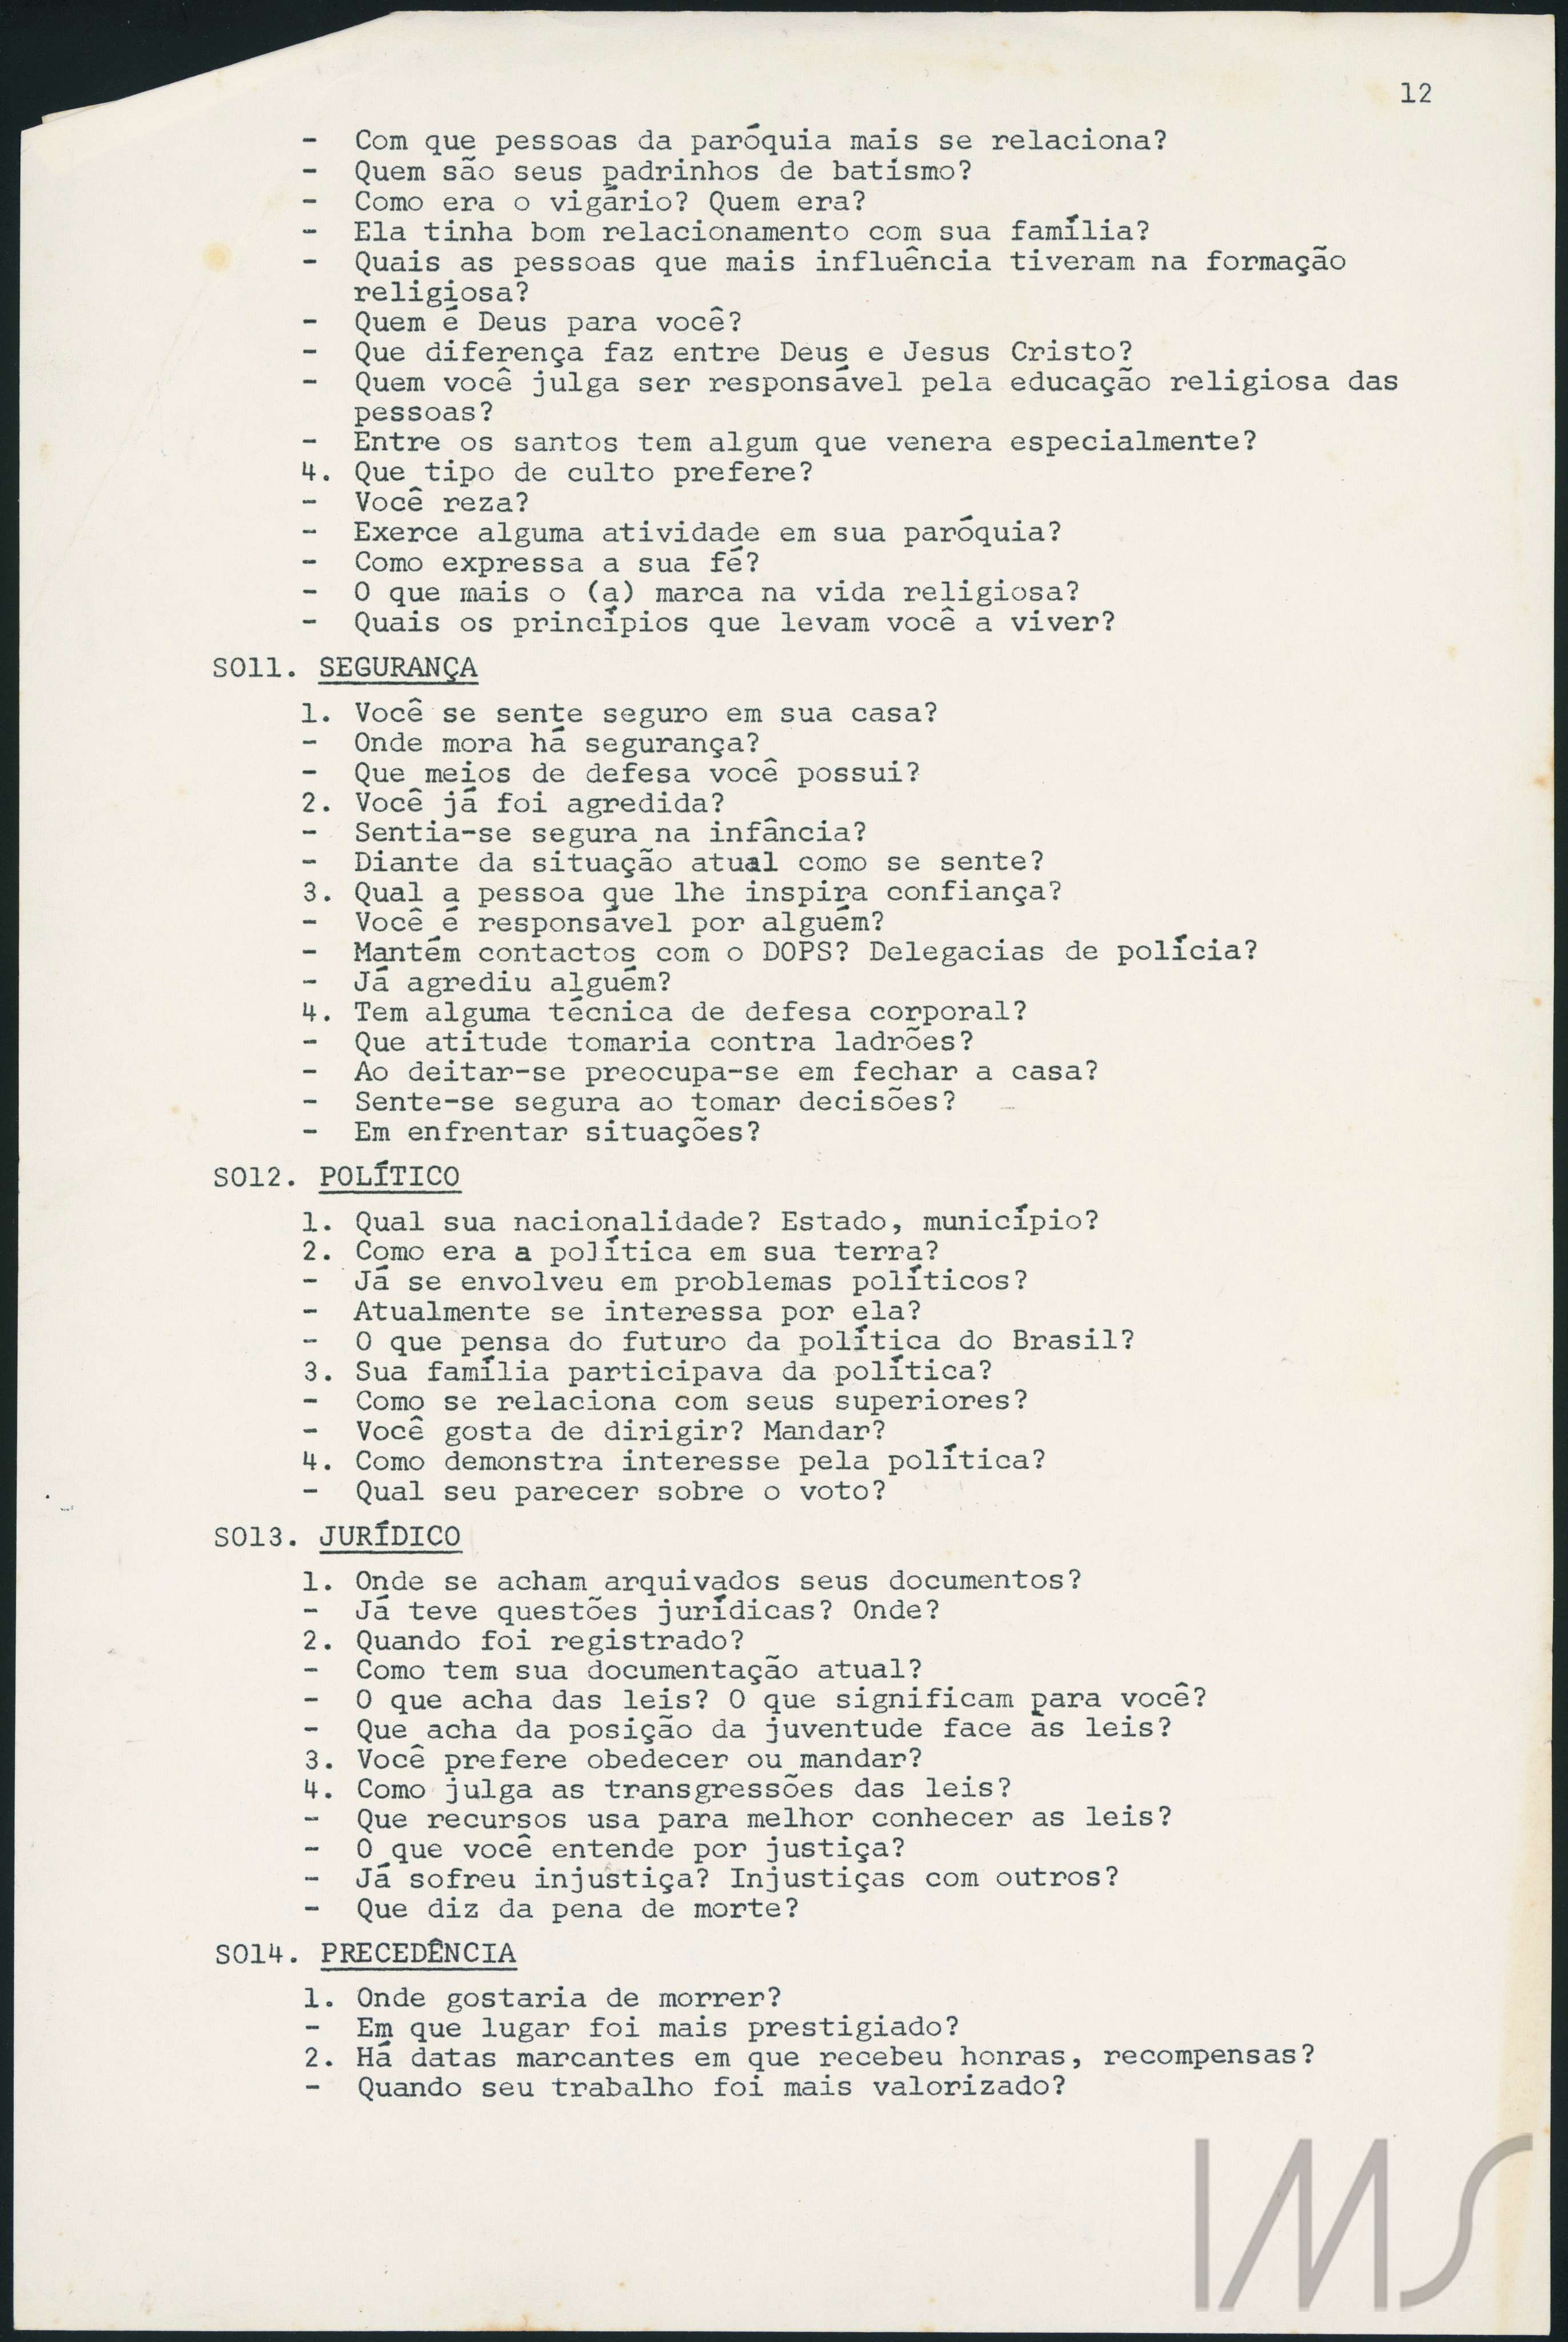 12
- Com que pessoas da paróquia mais se relaciona?
- Quem são seus padrinhos de batismo?
- Como era o vigário? Quem era?
- Ela tinha bom relacionamento com sua família?
- Quais as pessoas que mais influência tiveram na formação
religiosa?
- Quem é Deus para você?
- Que diferença faz entre Deus e Jesus Cristo?
- Quem você julga ser responsável pela educação religiosa das
pessoas?
- Entre os santos tem algum que venera especialmente?
4. Que tipo de culto prefere?
- Você reza?
- Exerce alguma atividade em sua paróquia?
- Como expressa a sua fé?
- O que mais o (a) marca na vida religiosa?
- Quais os princípios que levam você a viver?
SO11. SEGURANÇA
1. Você se sente seguro em sua casa?
- Onde mora há segurança?
- Que meios de defesa você possui?
2. Você já foi agredida?
- Sentia-se segura na infância?
- Diante da situação atual como se sente?
3. Qual a pessoa que lhe inspira confiança?
- Você é responsável por alguém?
- Mantém contactos com o DOPS? Delegacias de polícia?
- Já agrediu alguém?
4. Tem alguma técnica de defesa corporal?
- Que atitude tomaria contra ladrões?
- Ao deitar-se preocupa-se em fechar a casa?
- Sente-se segura ao tomar decisões?
- Em enfrentar situações?
SO12. POLÍTICO
1. Qual sua nacionalidade? Estado, município?
2. Como era a política em sua terra?
- Já se envolveu em problemas políticos?
- Atualmente se interessa por ela?
- O que pensa do futuro da política do Brasil?
3. Sua família participava da política?
- Como se relaciona com seus superiores?
- Você gosta de dirigir? Mandar?
4. Como demonstra interesse pela política?
- Qual seu parecer sobre o voto?
SO13. JURÍDICO
1. Onde se acham arquivados seus documentos?
- Já teve questões jurídicas? Onde?
2. Quando foi registrado?
- Como tem sua documentação atual?
- O que acha das leis? O que significam para você?
- Que acha da posição da juventude face às leis?
3. Você prefere obedecer ou mandar?
4. Como julga as transgressões das leis?
- Que recursos usa para melhor conhecer as leis?
- O que você entende por justiça?
- Já sofreu injustiça? Injustiças com outros?
- Que diz da pena de morte?
SO14. PRECEDÊNCIA
1. Onde gostaria de morrer?
- Em que lugar foi mais prestigiado?
2. Há datas marcantes em que recebeu honras, recompensas?
- Quando seu trabalho foi mais valorizado?
IMS